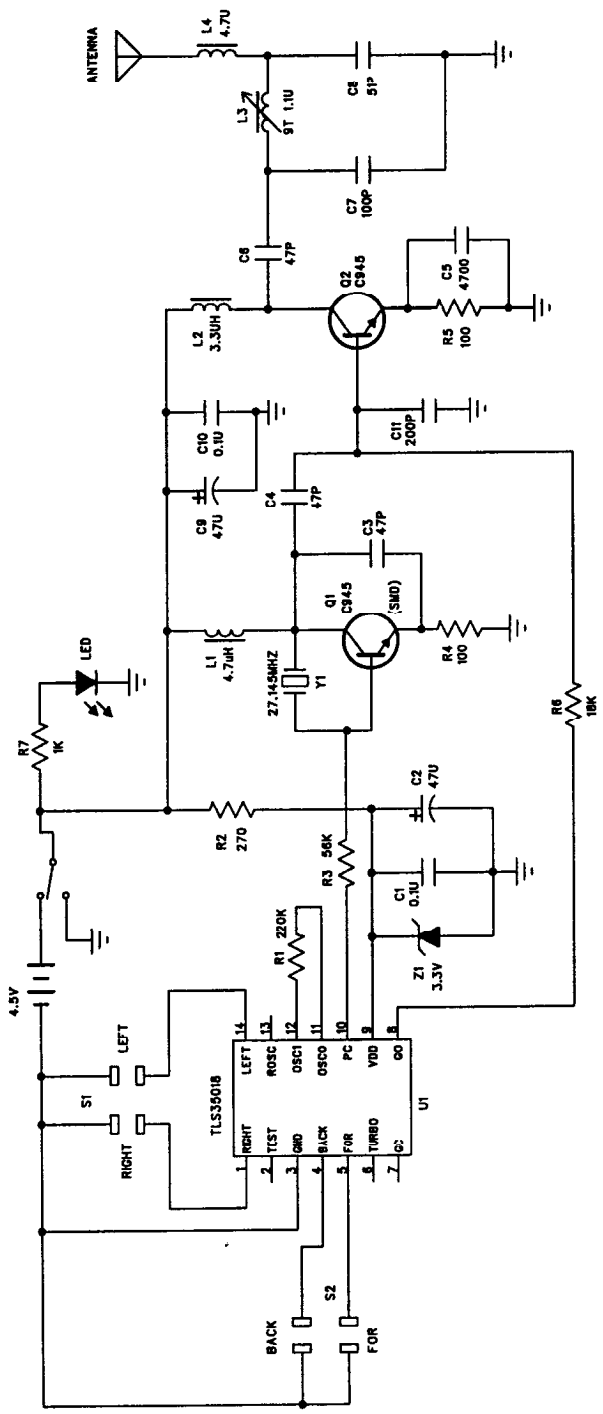 4.5V
R7
1K
LED
ANTENNA
L4
4.7U
LEFT
S1
RIGHT
R2
270
L1
4.7uH
C9
47U
C10
0.1U
L2
3.3UH
C6
47P
L3
9T 1.1U
C7
100P
C8
51P
TLS35018
1
RIGHT
2
TEST
3
GND
4
BACK
5
FOR
6
TURBO
7
LEFT
14
ROSC
13
OSCI
12
OSCO
11
PC
10
VDD
9
8
U1
R1 220K
R3 56K
27.145MHZ
Y1
Q1
C945
(SMD)
C3
47P
C4
47P
R4
100
Q2
C945
C11
200P
R5
100
C5
4700
BACK
S2
FOR
Z1
3.3V
C1
0.1U
C2
47U
R6
18K